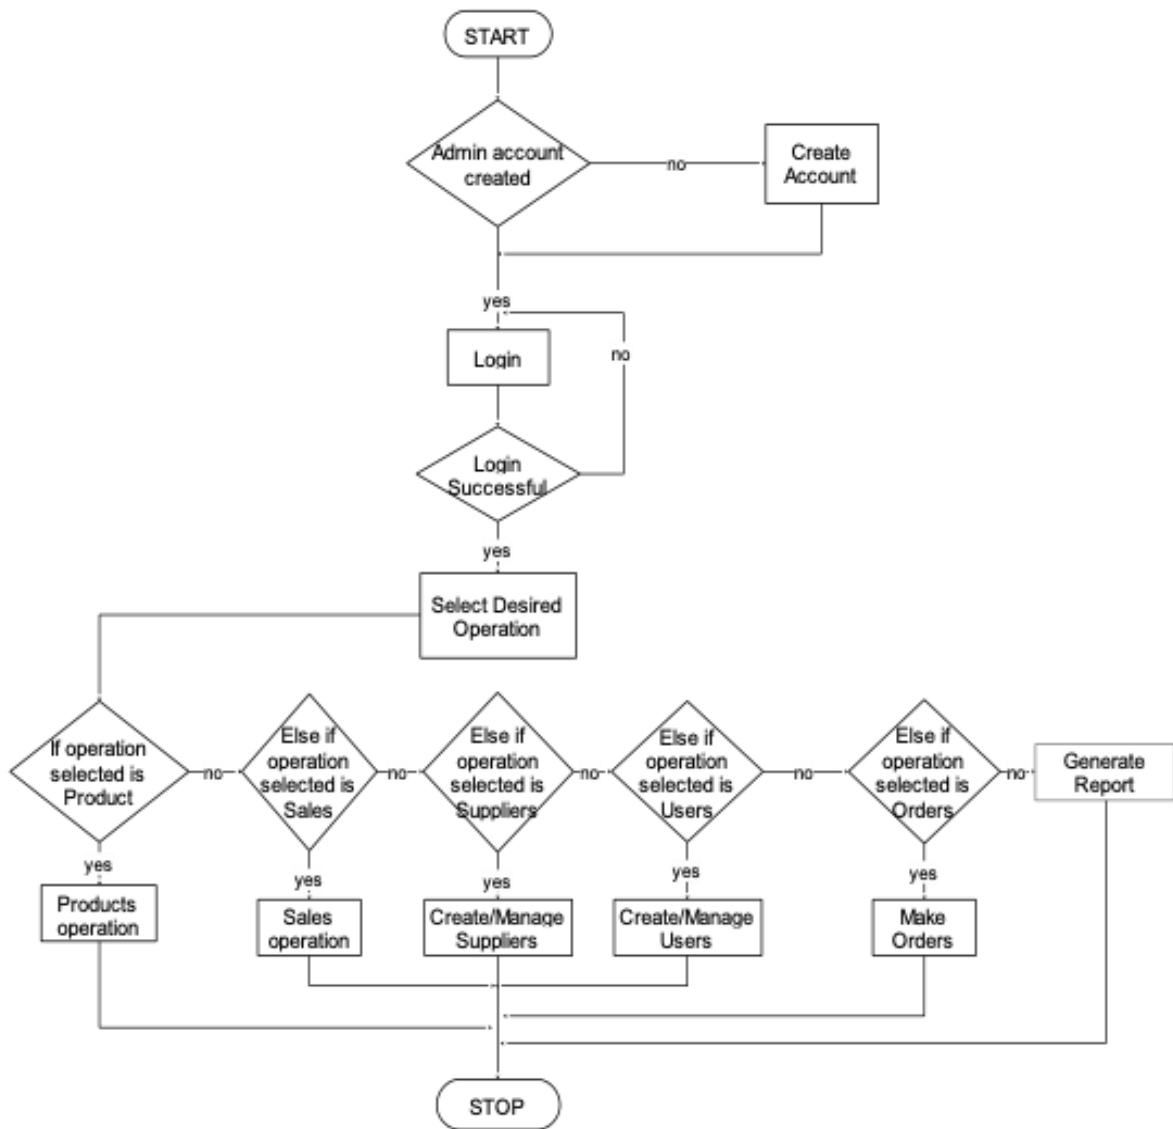 START
Admin account
created
no
Create
Account
yes
Login
no
Login
Successful
yes
Select Desired
Operation
If operation
selected is
Product
no
Else if
operation
selected is
Sales
no
Else if
operation
selected is
Suppliers
no
Else if
operation
selected is
Users
no
Else if
operation
selected is
Orders
no
Generate
Report
yes
yes
yes
yes
yes
Products
operation
Sales
operation
Create/Manage
Suppliers
Create/Manage
Users
Make
Orders
STOP